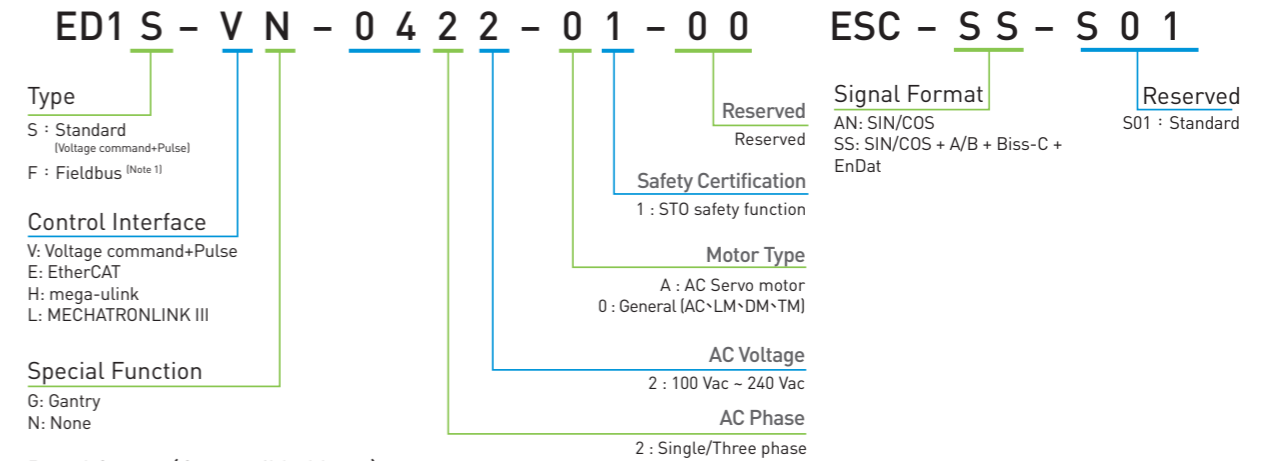 ED1 S – V N – 0 4 2 2 – 0 1 – 0 0
ESC – S S – S 0 1
Type
S : Standard
(Voltage command+Pulse)
F : Fieldbus (Note 1)
Control Interface
V: Voltage command+Pulse
E: EtherCAT
H: mega-ulink
L: MECHATRONLINK III
Special Function
G: Gantry
N: None
Reserved
Reserved
Safety Certification
1 : STO safety function
Motor Type
A : AC Servo motor
0 : General (AC、LM、DM、TM)
AC Voltage
2 : 100 Vac ~ 240 Vac
AC Phase
2 : Single/Three phase
Signal Format
AN: SIN/COS
SS: SIN/COS + A/B + Biss-C +
EnDat
Reserved
S01 : Standard